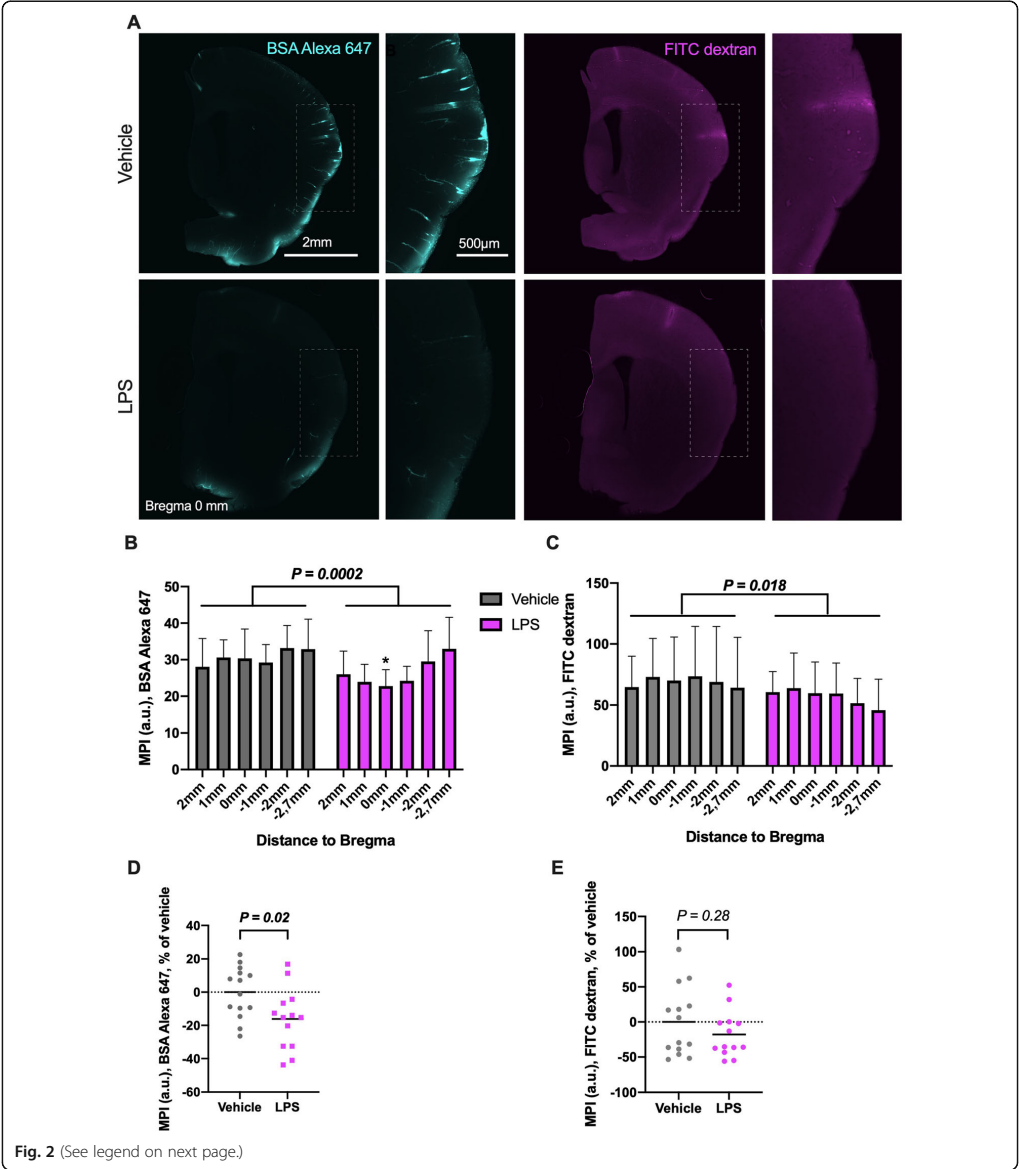 A
BSA Alexa 647
FITC dextran
Vehicle
2mm
500µm
LPS
Bregma 0 mm
B
P = 0.0002
MPI (a.u.), BSA Alexa 647
50
40
30
20
10
0
*
2mm
1mm
0mm
-1mm
-2mm
-2,7mm
2mm
1mm
0mm
-1mm
-2mm
-2,7mm
Distance to Bregma
Vehicle
LPS
C
P = 0.018
MPI (a.u.), FITC dextran
150
100
50
0
2mm
1mm
0mm
-1mm
-2mm
-2,7mm
2mm
1mm
0mm
-1mm
-2mm
-2,7mm
Distance to Bregma
D
P = 0.02
MPI (a.u.), BSA Alexa 647, % of vehicle
40
20
0
-20
-40
-60
Vehicle
LPS
E
P = 0.28
MPI (a.u.), FITC dextran, % of vehicle
150
100
50
0
-50
-100
Vehicle
LPS
Fig. 2 (See legend on next page.)